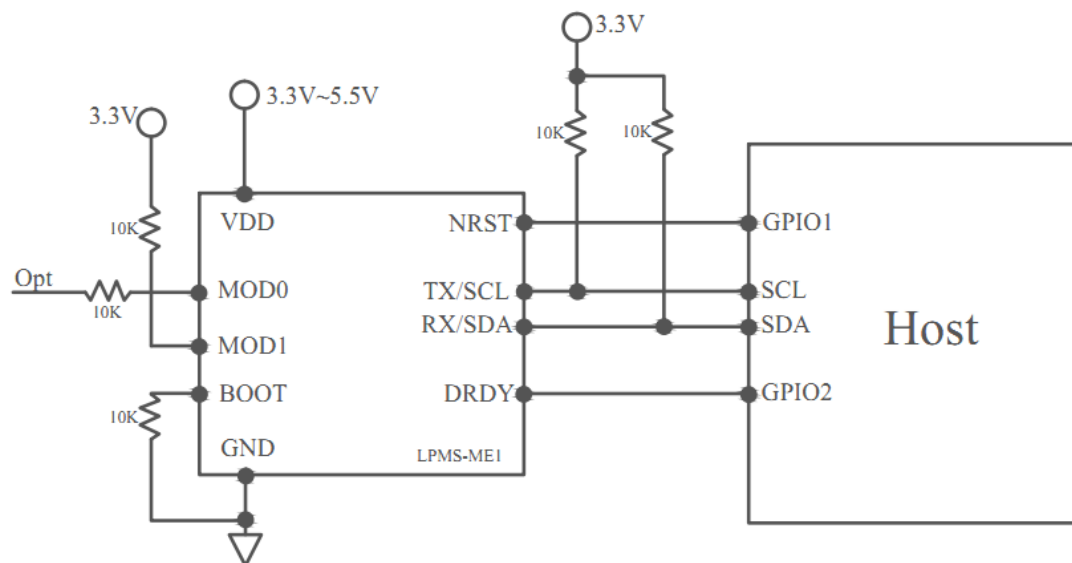 3.3V
3.3V
3.3V~5.5V
10K
10K
10K
VDD
NRST
GPIO1
Opt
10K
MOD0
TX/SCL
SCL
MOD1
RX/SDA
SDA
Host
BOOT
DRDY
GPIO2
10K
GND
LPMS-ME1